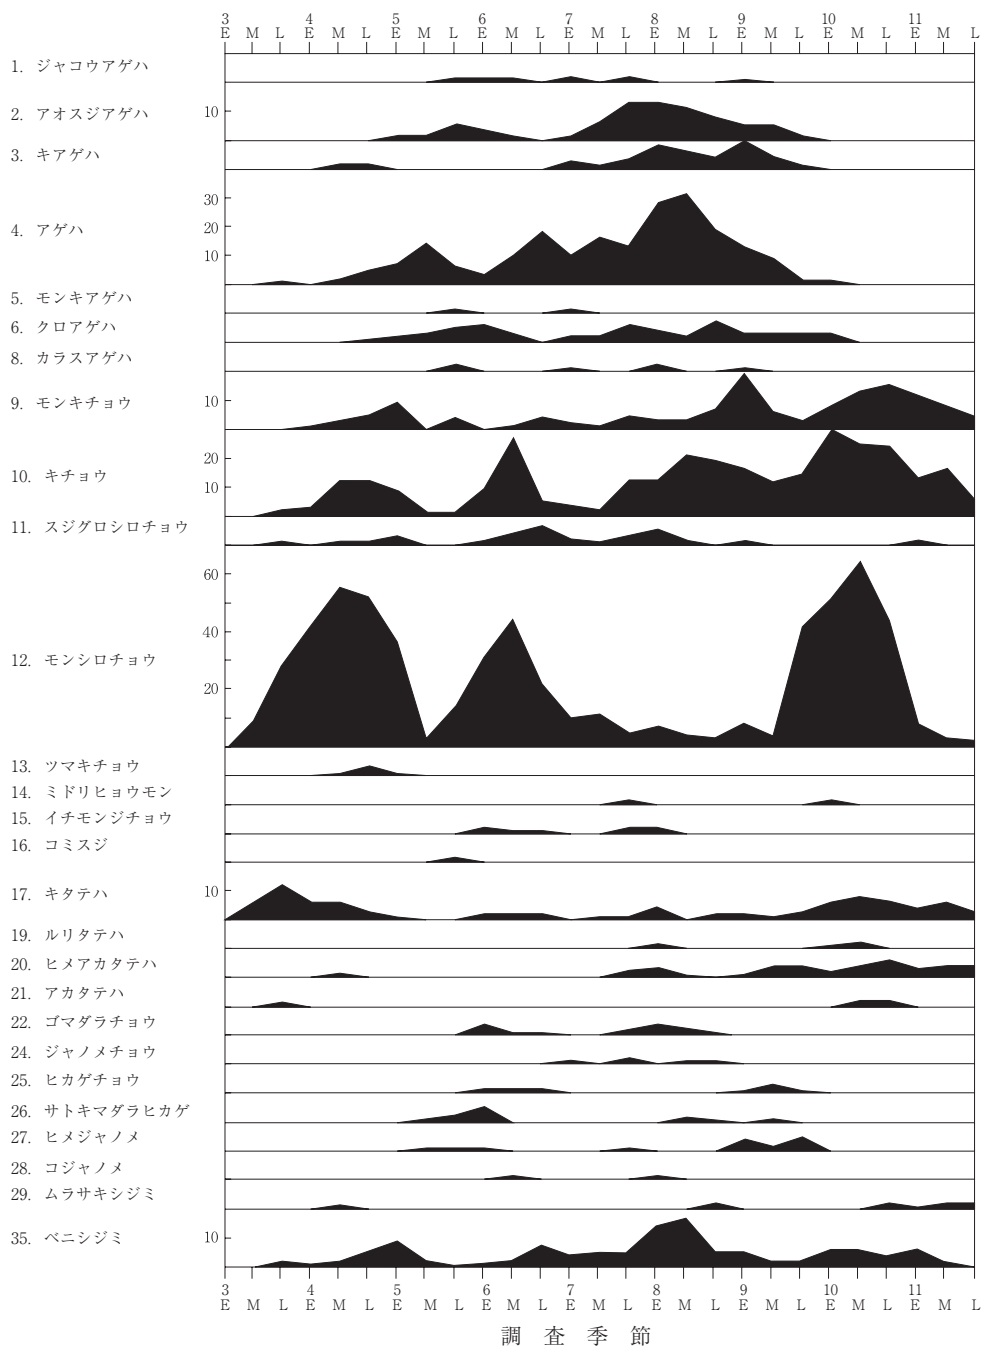 3 4 5 6 7 8 9 10 11
E M L E M L E M L E M L E M L E M L E M L E M L E M L
1. ジャコウアゲハ
2. アオスジアゲハ 10
3. キアゲハ
30
20
4. アゲハ
10
5. モンキアゲハ
6. クロアゲハ
8. カラスアゲハ
9. モンキチョウ 10
20
10. キチョウ
10
11. スジグロシロチョウ
60
40
12. モンシロチョウ
20
13. ツマキチョウ
14. ミドリヒョウモン
15. イチモンジチョウ
16. コミスジ
17. キタテハ 10
19. ルリタテハ
20. ヒメアカタテハ
21. アカタテハ
22. ゴマダラチョウ
24. ジャノメチョウ
25. ヒカゲチョウ
26. サトキマダラヒカゲ
27. ヒメジャノメ
28. コジャノメ
29. ムラサキシジミ
35. ベニシジミ 10
3 4 5 6 7 8 9 10 11
E M L E M L E M L E M L E M L E M L E M L E M L E M L
調査季節